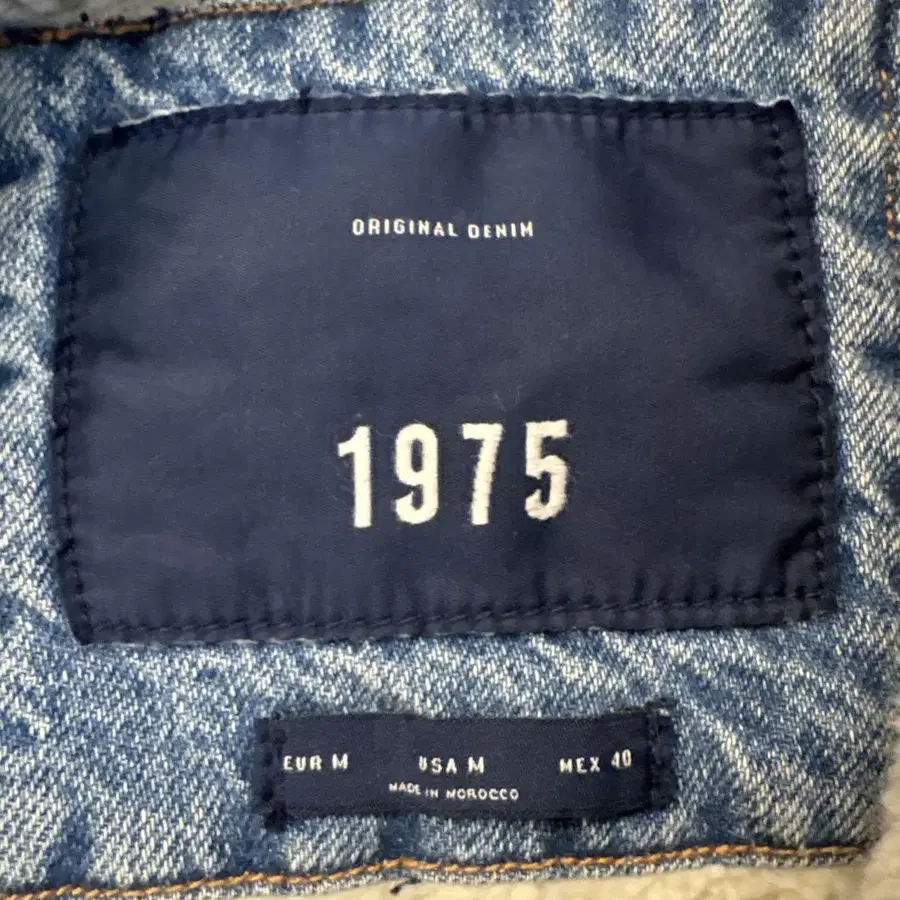 ORIGINAL DENIM
1975
EUR M USA M MEX 40
MADE IN MOROCCO